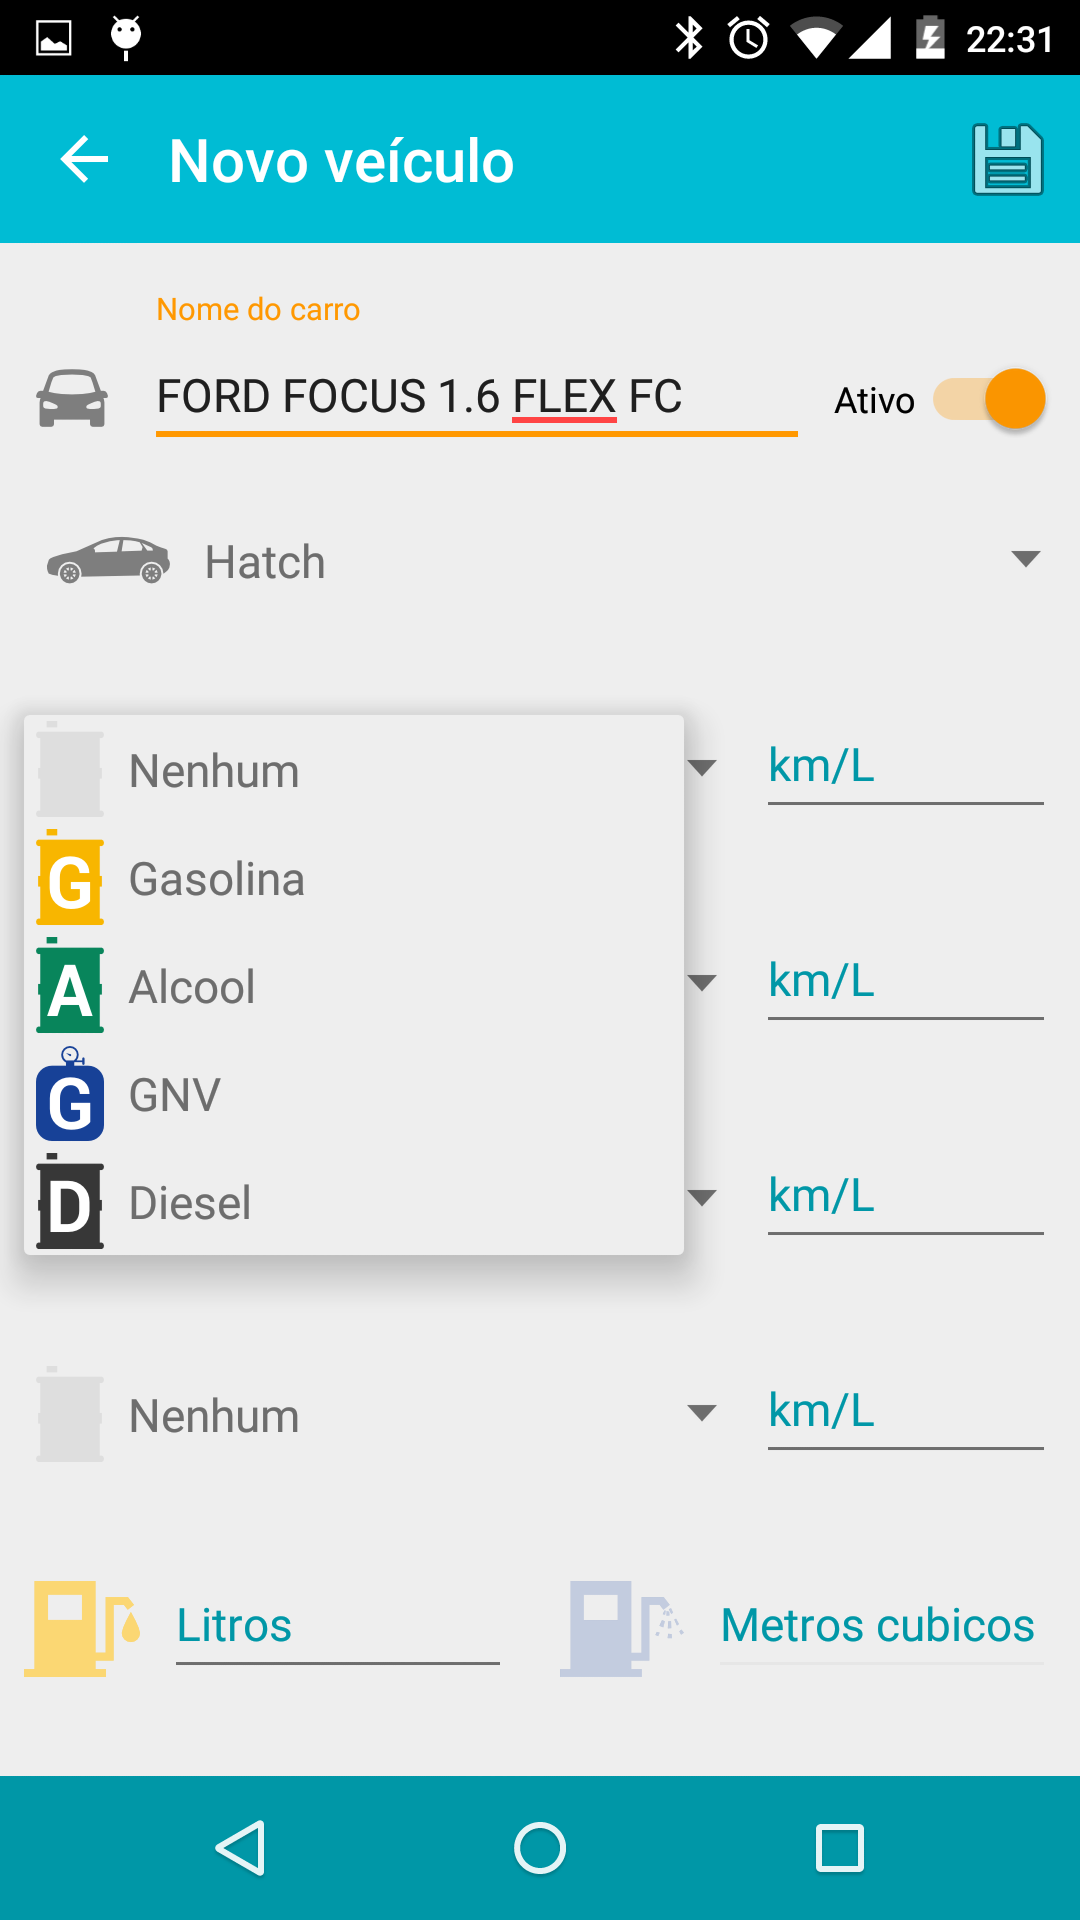 22:31
Novo veículo
Nome do carro
FORD FOCUS 1.6 FLEX FC
Ativo
Hatch
Nenhum
km/L
G Gasolina
A Alcool
km/L
G GNV
D Diesel
km/L
Nenhum
km/L
Litros
Metros cubicos